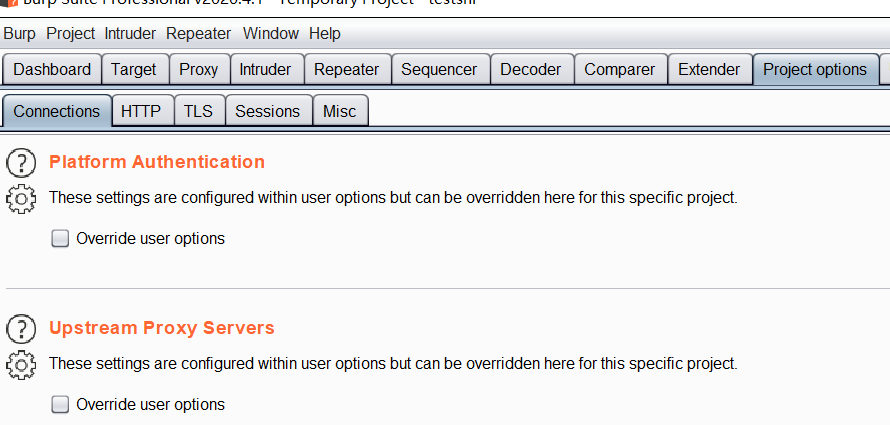 Burp Suite Professional v2020.4.1 - Temporary Project -
Burp Project Intruder Repeater Window Help
Dashboard Target Proxy Intruder Repeater Sequencer Decoder Comparer Extender Project options
Connections HTTP TLS Sessions Misc
? Platform Authentication
These settings are configured within user options but can be overridden here for this specific project.
Override user options
? Upstream Proxy Servers
These settings are configured within user options but can be overridden here for this specific project.
Override user options